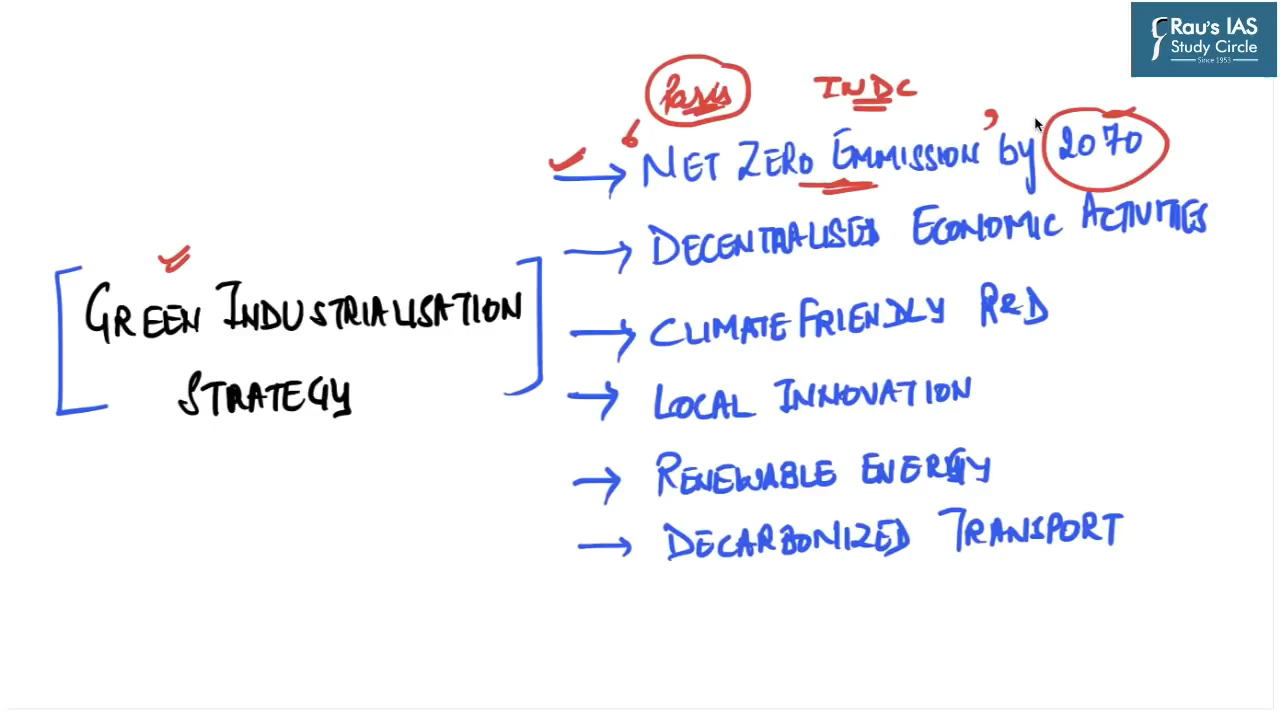 Rau's IAS
Study Circle
Since 1953
Paris INDC
' NET ZERO EMMISSION ' by 2070
DECENTRALISED ECONOMIC ACTIVITIES
GREEN INDUSTRIALISATION
STRATEGY
CLIMATE FRIENDLY R&D
LOCAL INNOVATION
RENEWABLE ENERGY
DECARBONIZED TRANSPORT